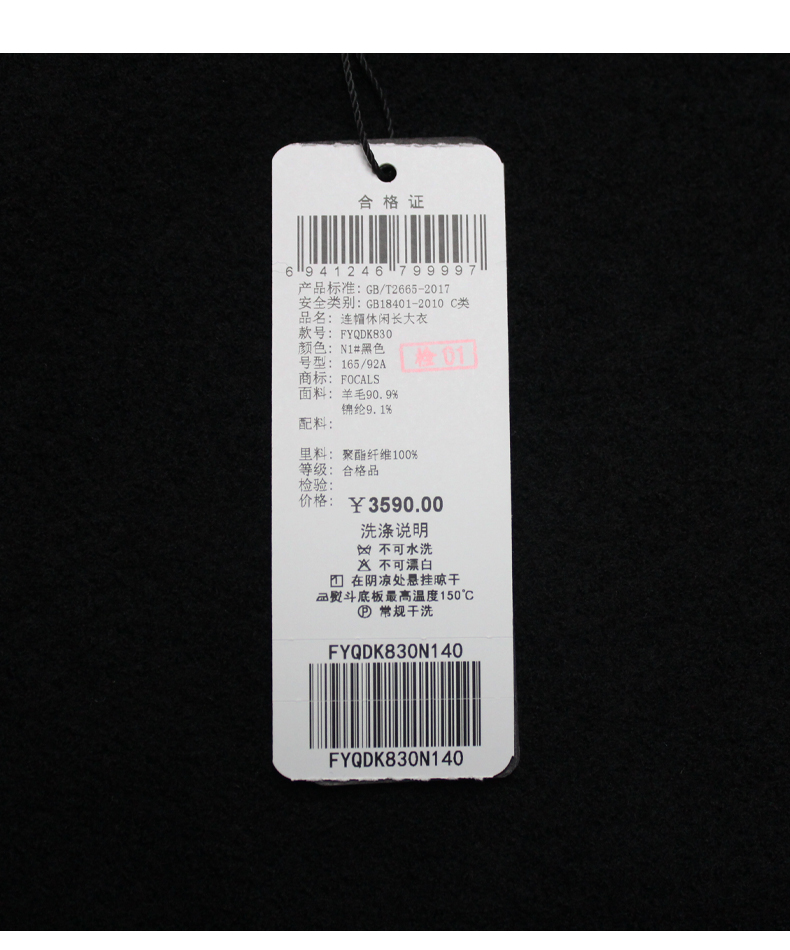 合格证
6 941246 799997
产品标准: GB/T2665-2017
安全类别: GB18401-2010 C类
品名: 连帽休闲长大衣
款号: FYQDK830
颜色: N1#黑色
检 01
号型: 165/92A
商标: FOCALS
面料: 羊毛90.9%
锦纶9.1%
配料:
里料: 聚酯纤维100%
等级: 合格品
检验:
价格: ¥3590.00
洗涤说明
不可水洗
不可漂白
在阴凉处悬挂晾干
熨斗底板最高温度150℃
P 常规干洗
FYQDK830N140
FYQDK830N140